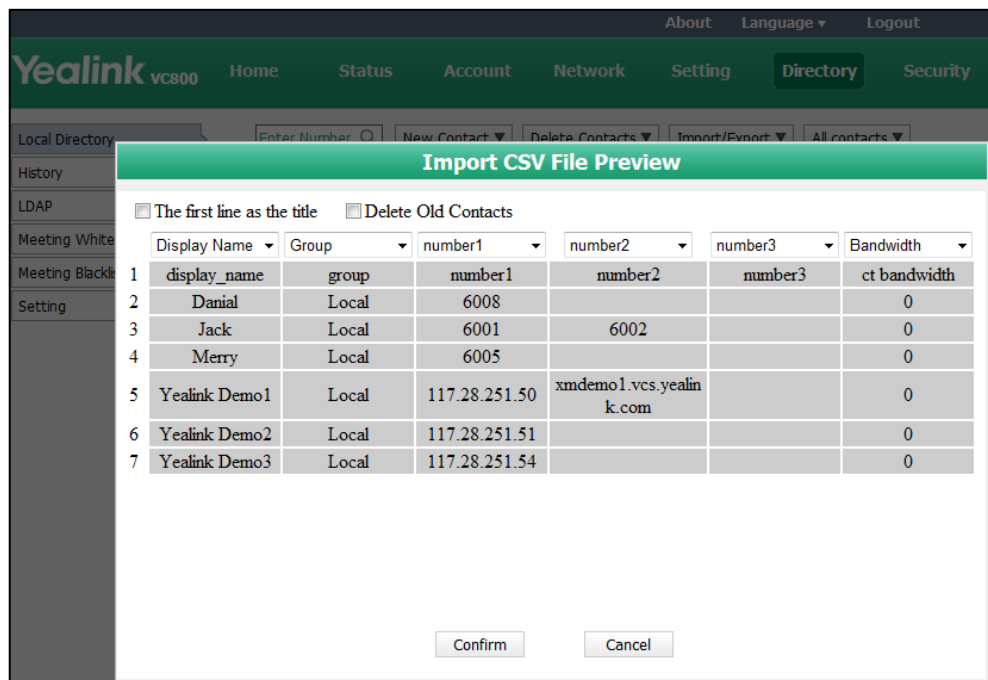 About Language ▾ Logout
Yealink VC800 Home Status Account Network Setting Directory Security
Local Directory Enter Number New Contact ▼ Delete Contacts ▼ Import/Export ▼ All contacts ▼
Import CSV File Preview
History
LDAP
Meeting White
Meeting Blackli
Setting
The first line as the title Delete Old Contacts
Display Name Group number1 number2 number3 Bandwidth
1 display_name group number1 number2 number3 ct bandwidth
2 Danial Local 6008 0
3 Jack Local 6001 6002 0
4 Merry Local 6005 0
5 Yealink Demo1 Local 117.28.251.50 xmdemo1.vcs.yealin 0
k.com
6 Yealink Demo2 Local 117.28.251.51 0
7 Yealink Demo3 Local 117.28.251.54 0
Confirm Cancel